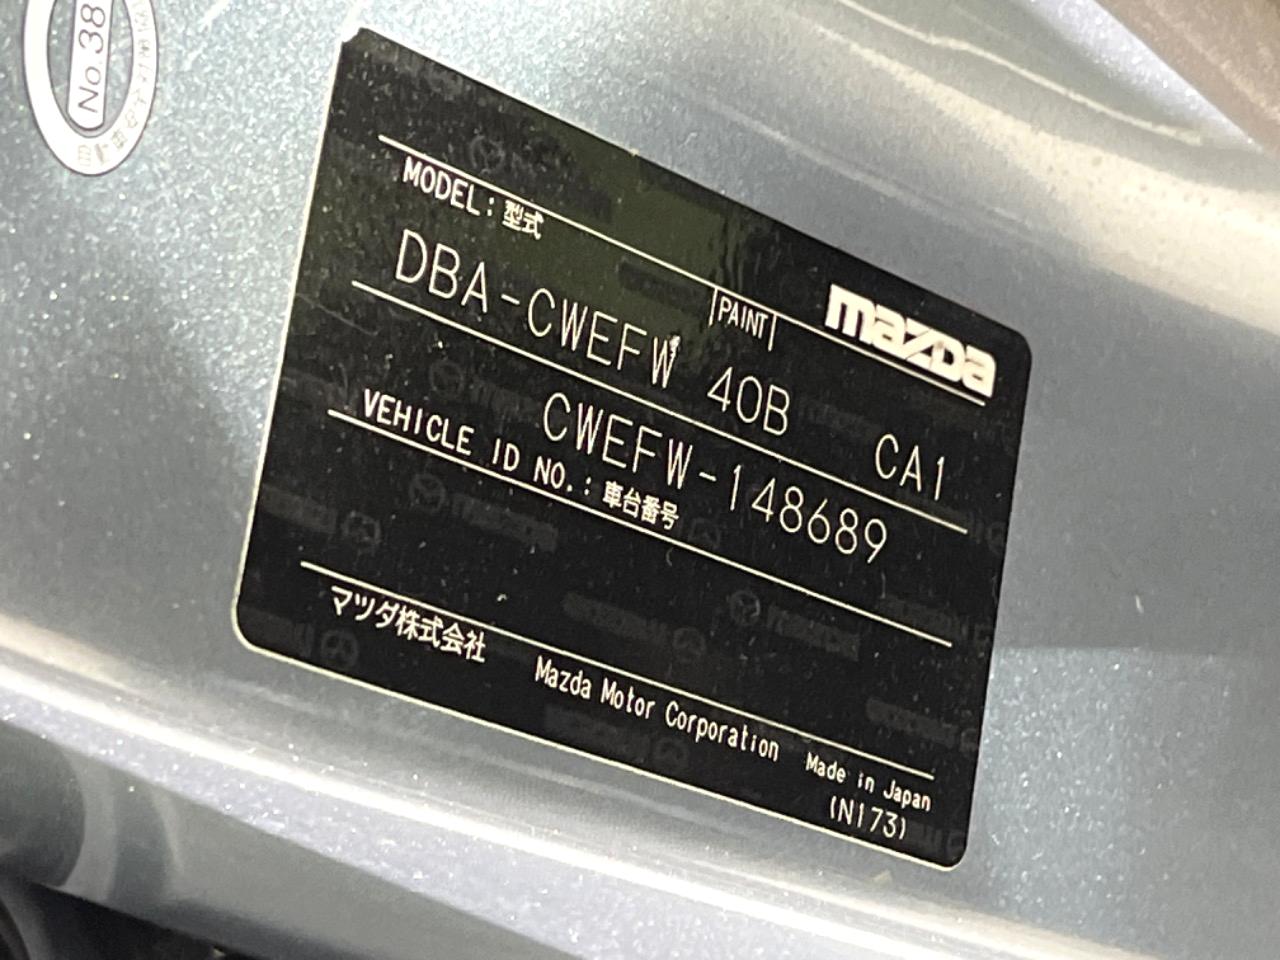 No.38
mazda
MODEL:型式
PAINT
DBA-CWEFW 40B CA1
CWEFW-148689
VEHICLE ID NO.:車台番号
マツダ株式会社 Mazda Motor Corporation Made in Japan
(N173)